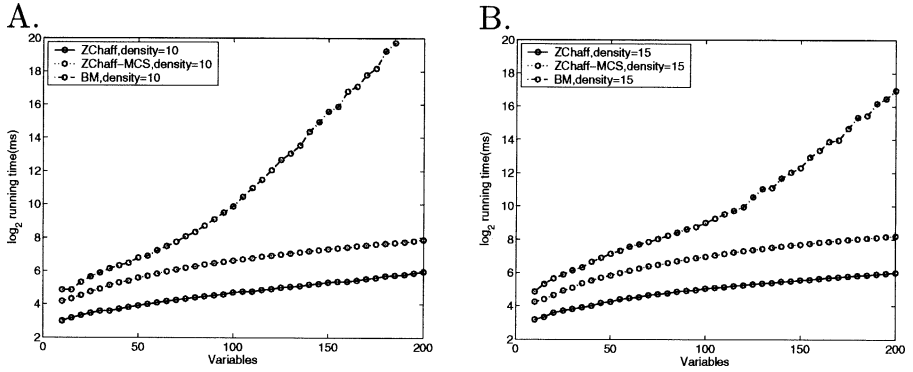 A.
20
18
16
14
12
10
8
6
4
2
log2 running time(ms)
ZChaff,density=10
ZChaff-MCS,density=10
BM,density=10
0
50
100
150
200
Variables
B.
20
18
16
14
12
10
8
6
4
2
log2 running time(ms)
ZChaff,density=15
ZChaff-MCS,density=15
BM,density=15
0
50
100
150
200
Variables